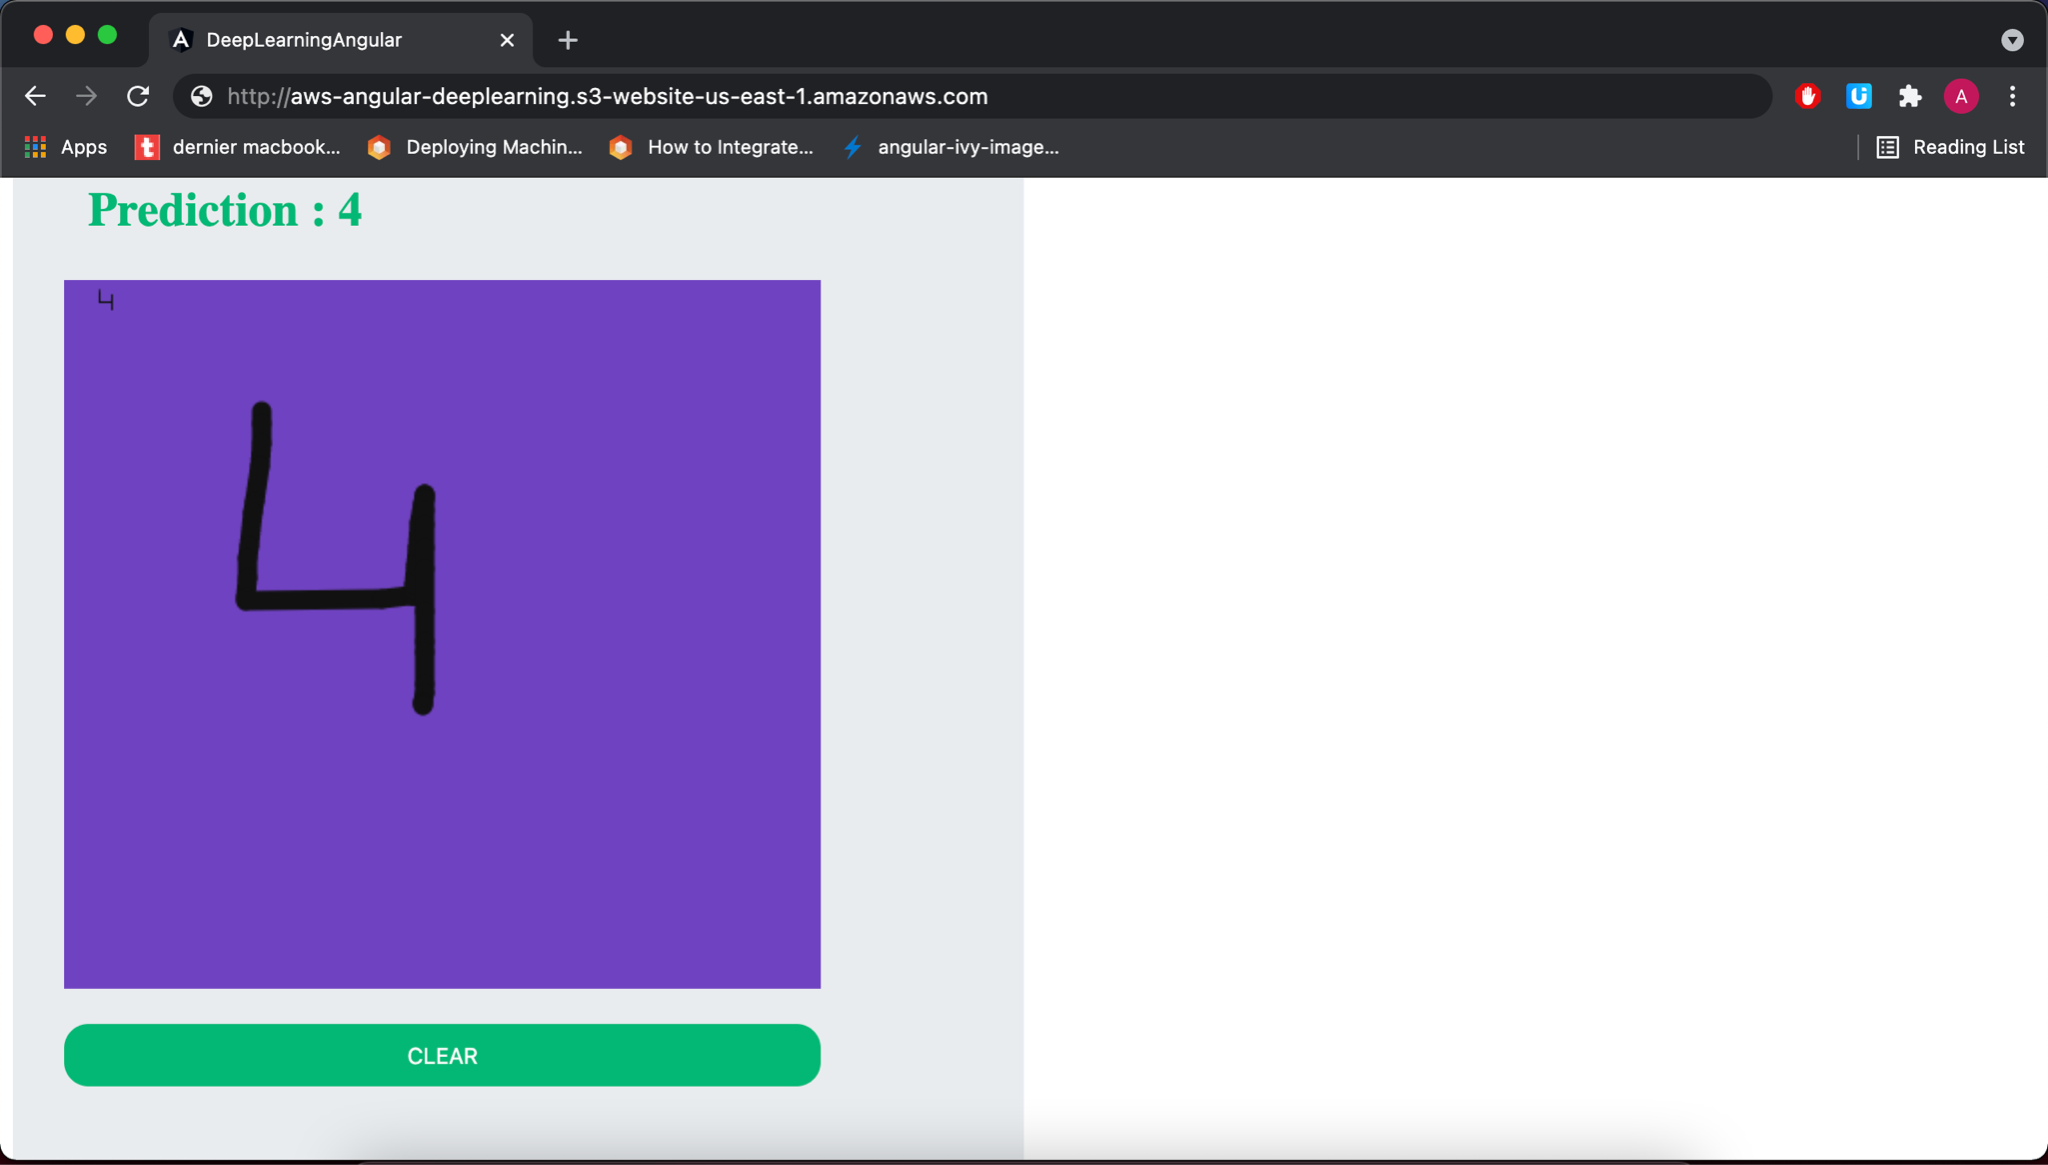 DeepLearningAngular
http://aws-angular-deeplearning.s3-website-us-east-1.amazonaws.com
A
Apps dernier macbook... Deploying Machin... How to Integrate... angular-ivy-image... Reading List
Prediction : 4
4
4
CLEAR